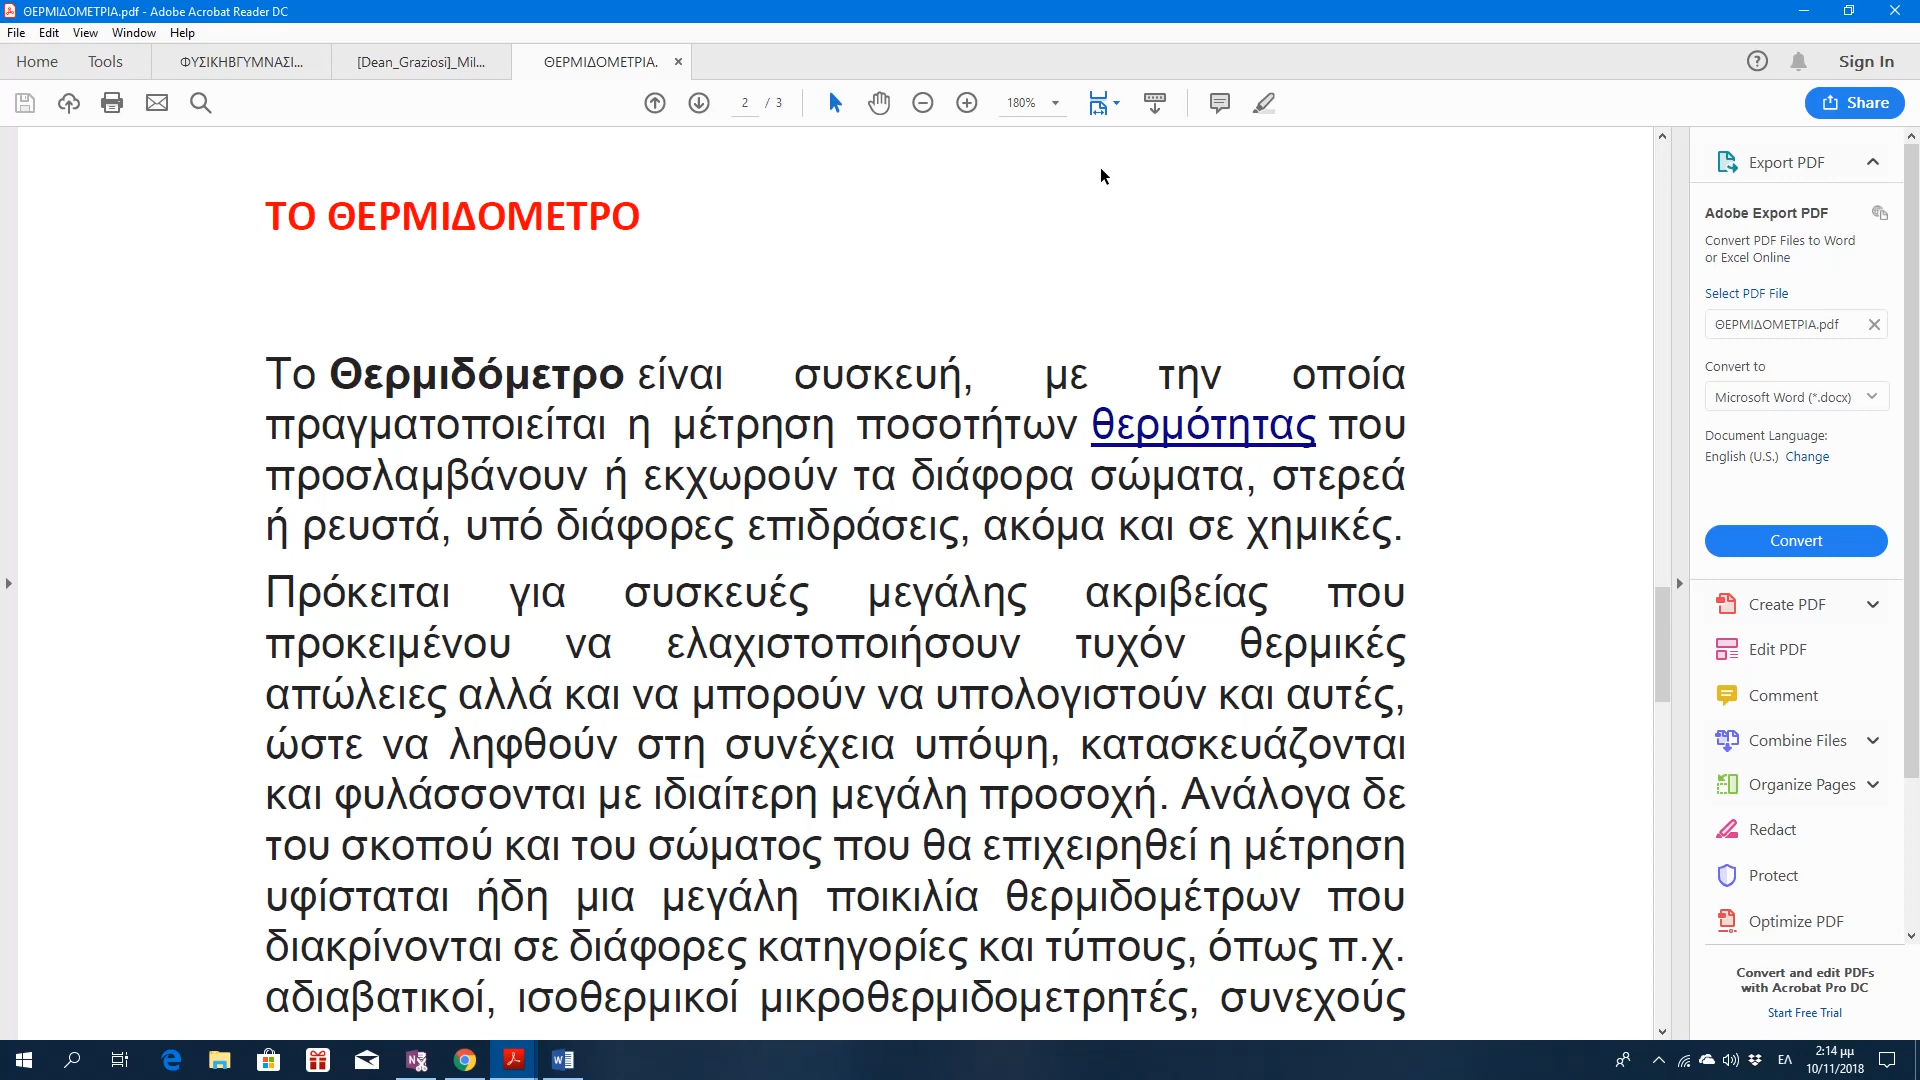 ΘΕΡΜΙΔΟΜΕΤΡΙΑ.pdf - Adobe Acrobat Reader DC
File Edit View Window Help
Home Tools ΦΥΣΙΚΗΒΓΥΜΝΑΣΙ... [Dean_Graziosi]_Mil... ΘΕΡΜΙΔΟΜΕΤΡΙΑ. Sign In
2 / 3 180% Share
ΤΟ ΘΕΡΜΙΔΟΜΕΤΡΟ
Το Θερμιδόμετρο είναι συσκευή, με την οποία
πραγματοποιείται η μέτρηση ποσοτήτων θερμότητας που
προσλαμβάνουν ή εκχωρούν τα διάφορα σώματα, στερεά
ή ρευστά, υπό διάφορες επιδράσεις, ακόμα και σε χημικές.
Πρόκειται για συσκευές μεγάλης ακριβείας που
προκειμένου να ελαχιστοποιήσουν τυχόν θερμικές
απώλειες αλλά και να μπορούν να υπολογιστούν και αυτές,
ώστε να ληφθούν στη συνέχεια υπόψη, κατασκευάζονται
και φυλάσσονται με ιδιαίτερη μεγάλη προσοχή. Ανάλογα δε
του σκοπού και του σώματος που θα επιχειρηθεί η μέτρηση
υφίσταται ήδη μια μεγάλη ποικιλία θερμιδομέτρων που
διακρίνονται σε διάφορες κατηγορίες και τύπους, όπως π.χ.
αδιαβατικοί, ισοθερμικοί μικροθερμιδομετρητές, συνεχούς
Export PDF
Adobe Export PDF
Convert PDF Files to Word
or Excel Online
Select PDF File
ΘΕΡΜΙΔΟΜΕΤΡΙΑ.pdf
Convert to
Microsoft Word (*.docx)
Document Language:
English (U.S.) Change
Convert
Create PDF
Edit PDF
Comment
Combine Files
Organize Pages
Redact
Protect
Optimize PDF
Convert and edit PDFs
with Acrobat Pro DC
Start Free Trial
ΕΛ
2:14 μμ
10/11/2018